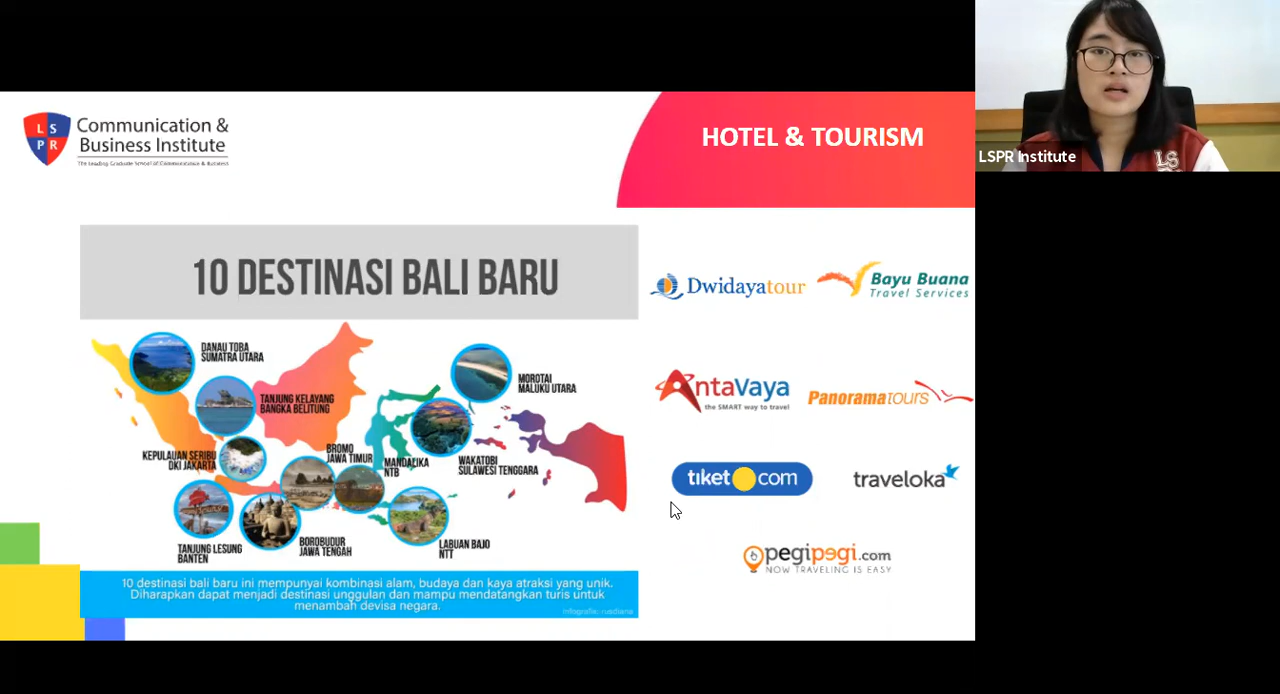 L S
P R
Communication &
Business Institute
The Leading Graduate School of Communication & Business
HOTEL & TOURISM
LSPR Institute
LS
10 DESTINASI BALI BARU
DANAU TOBA
SUMATRA UTARA
TANJUNG KELAYANG
BANGKA BELITUNG
MOROTAI
MALUKU UTARA
KEPULAUAN SERIBU
DKI JAKARTA
BROMO
JAWA TIMUR
MANDALIKA
NTB
WAKATOBI
SULAWESI TENGGARA
TANJUNG LESUNG
BANTEN
BOROBUDUR
JAWA TENGAH
LABUAN BAJO
NTT
10 destinasi bali baru ini mempunyai kombinasi alam, budaya dan kaya atraksi yang unik.
Diharapkan dapat menjadi destinasi unggulan dan mampu mendatangkan turis untuk
menambah devisa negara.
Dwidayatour
Bayu Buana
Travel Services
AntaVaya
the SMART way to travel
Panorama TOURS
tiket.com
traveloka
pegipegi.com
NOW TRAVELING IS EASY